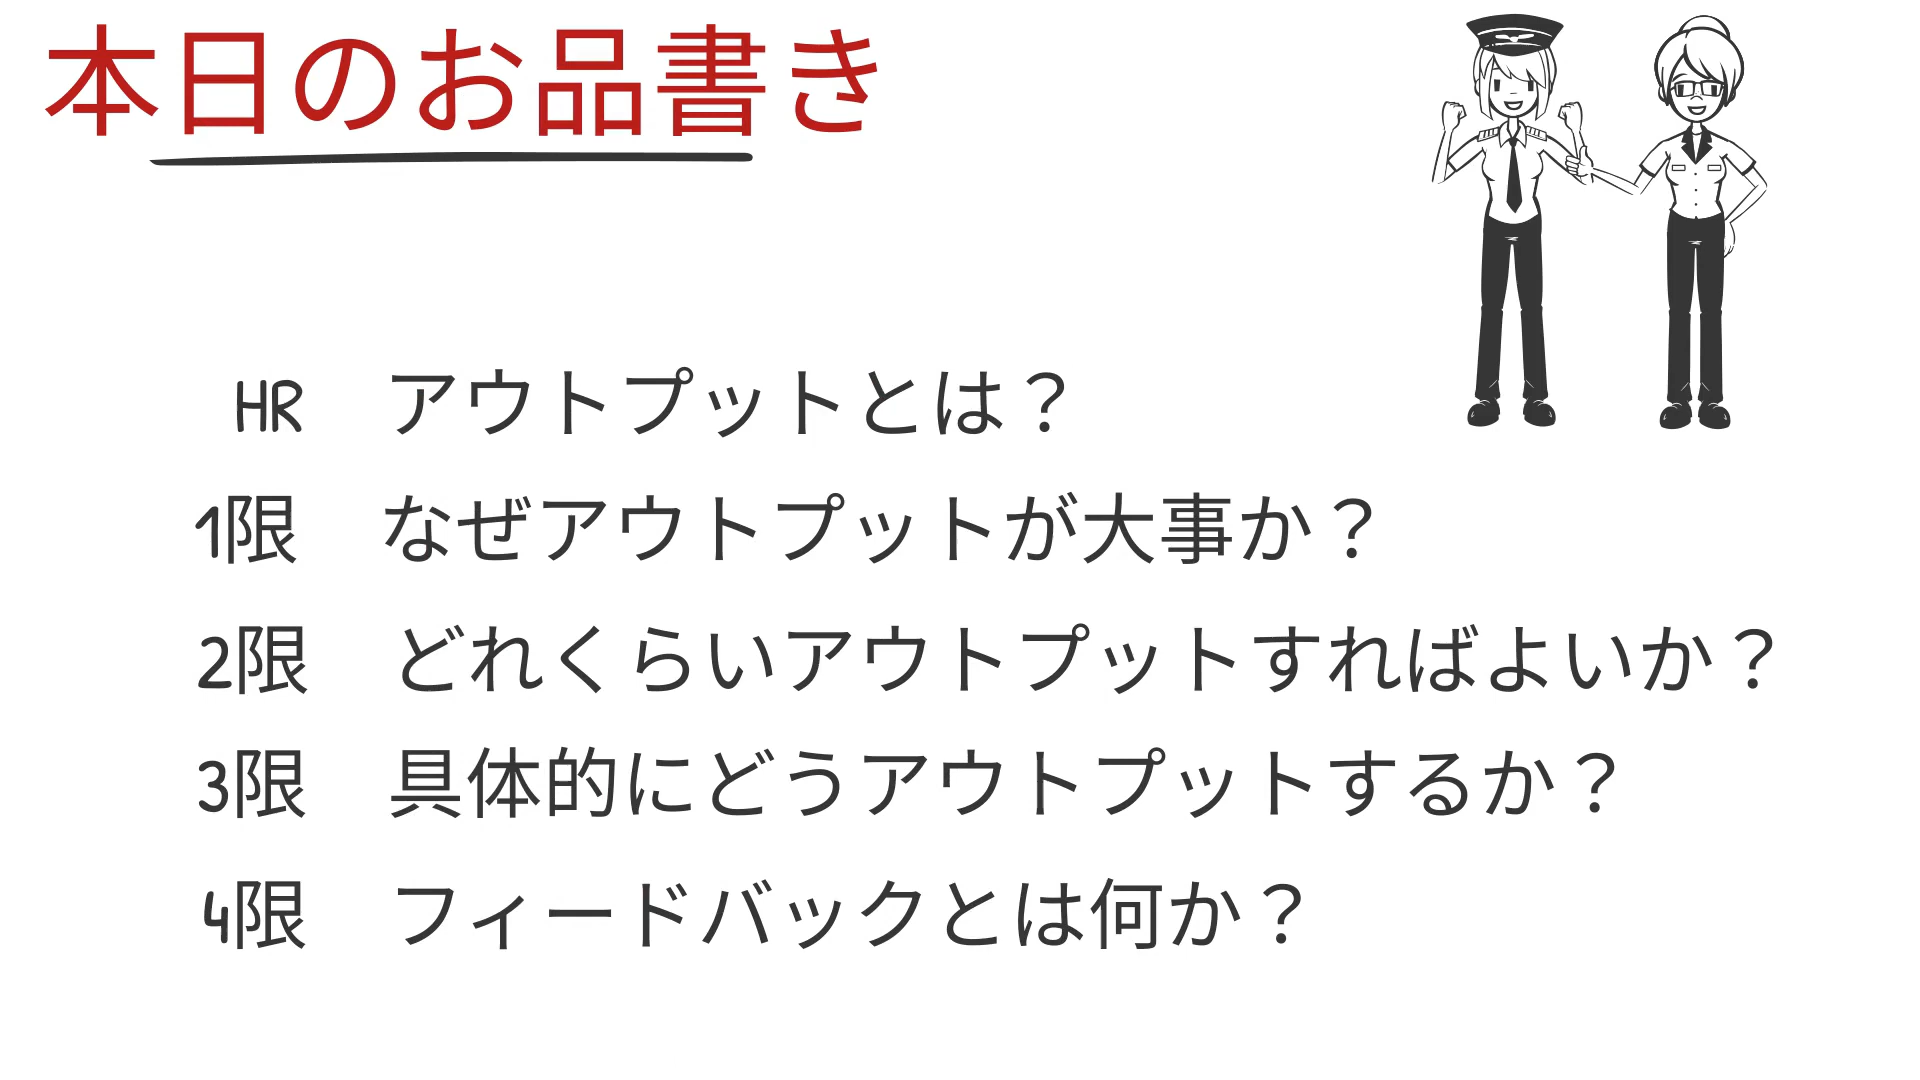 本日のお品書き
HR アウトプットとは？
1限 なぜアウトプットが大事か？
2限 どれくらいアウトプットすればよいか？
3限 具体的にどうアウトプットするか？
4限 フィードバックとは何か？